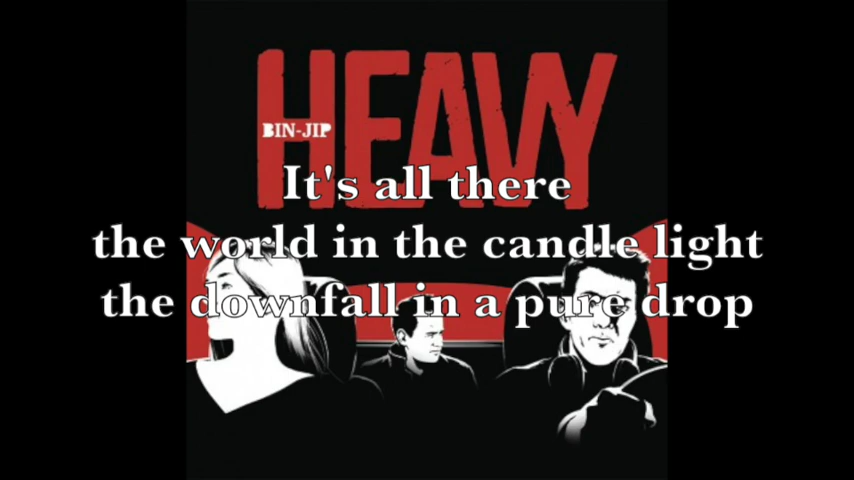 HEAVY
BIN-JIP
It's all there
the world in the candle light
the downfall in a pure drop